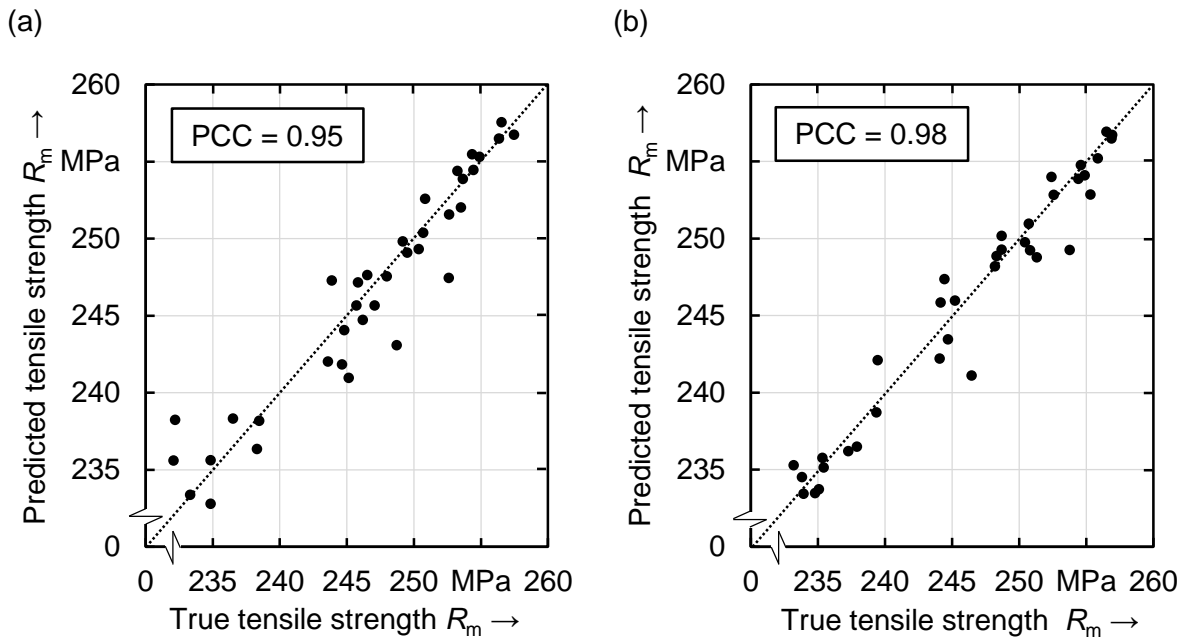 (a)
PCC = 0.95
Predicted tensile strength Rm →
260
MPa
250
245
240
235
0
0 235 240 245 250 MPa 260
True tensile strength Rm →
(b)
PCC = 0.98
Predicted tensile strength Rm →
260
MPa
250
245
240
235
0
0 235 240 245 250 MPa 260
True tensile strength Rm →